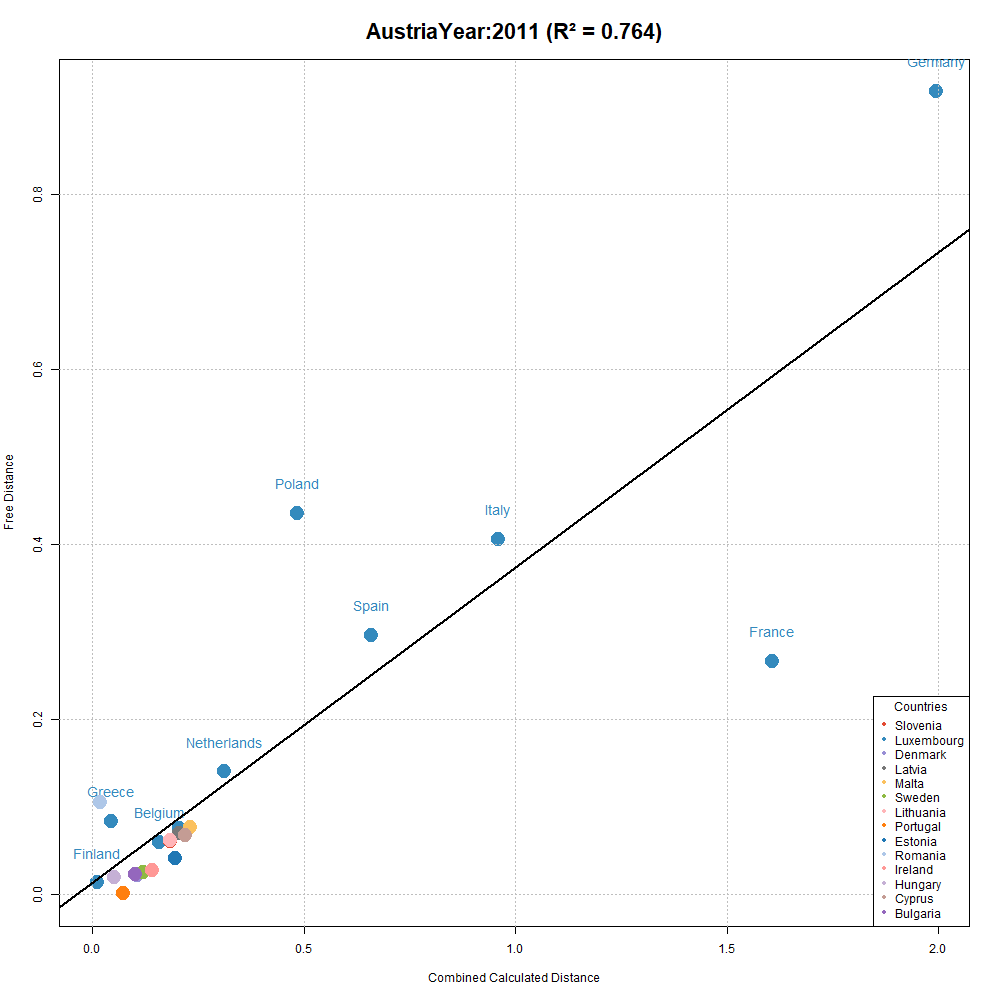 AustriaYear:2011 (R² = 0.764)
Germany
0.8
0.6
Poland
Italy
Free Distance
0.4
Spain
France
0.2
Netherlands
Greece
Belgium
Finland
0.0
Countries
Slovenia
Luxembourg
Denmark
Latvia
Malta
Sweden
Lithuania
Portugal
Estonia
Romania
Ireland
Hungary
Cyprus
Bulgaria
0.0 0.5 1.0 1.5 2.0
Combined Calculated Distance